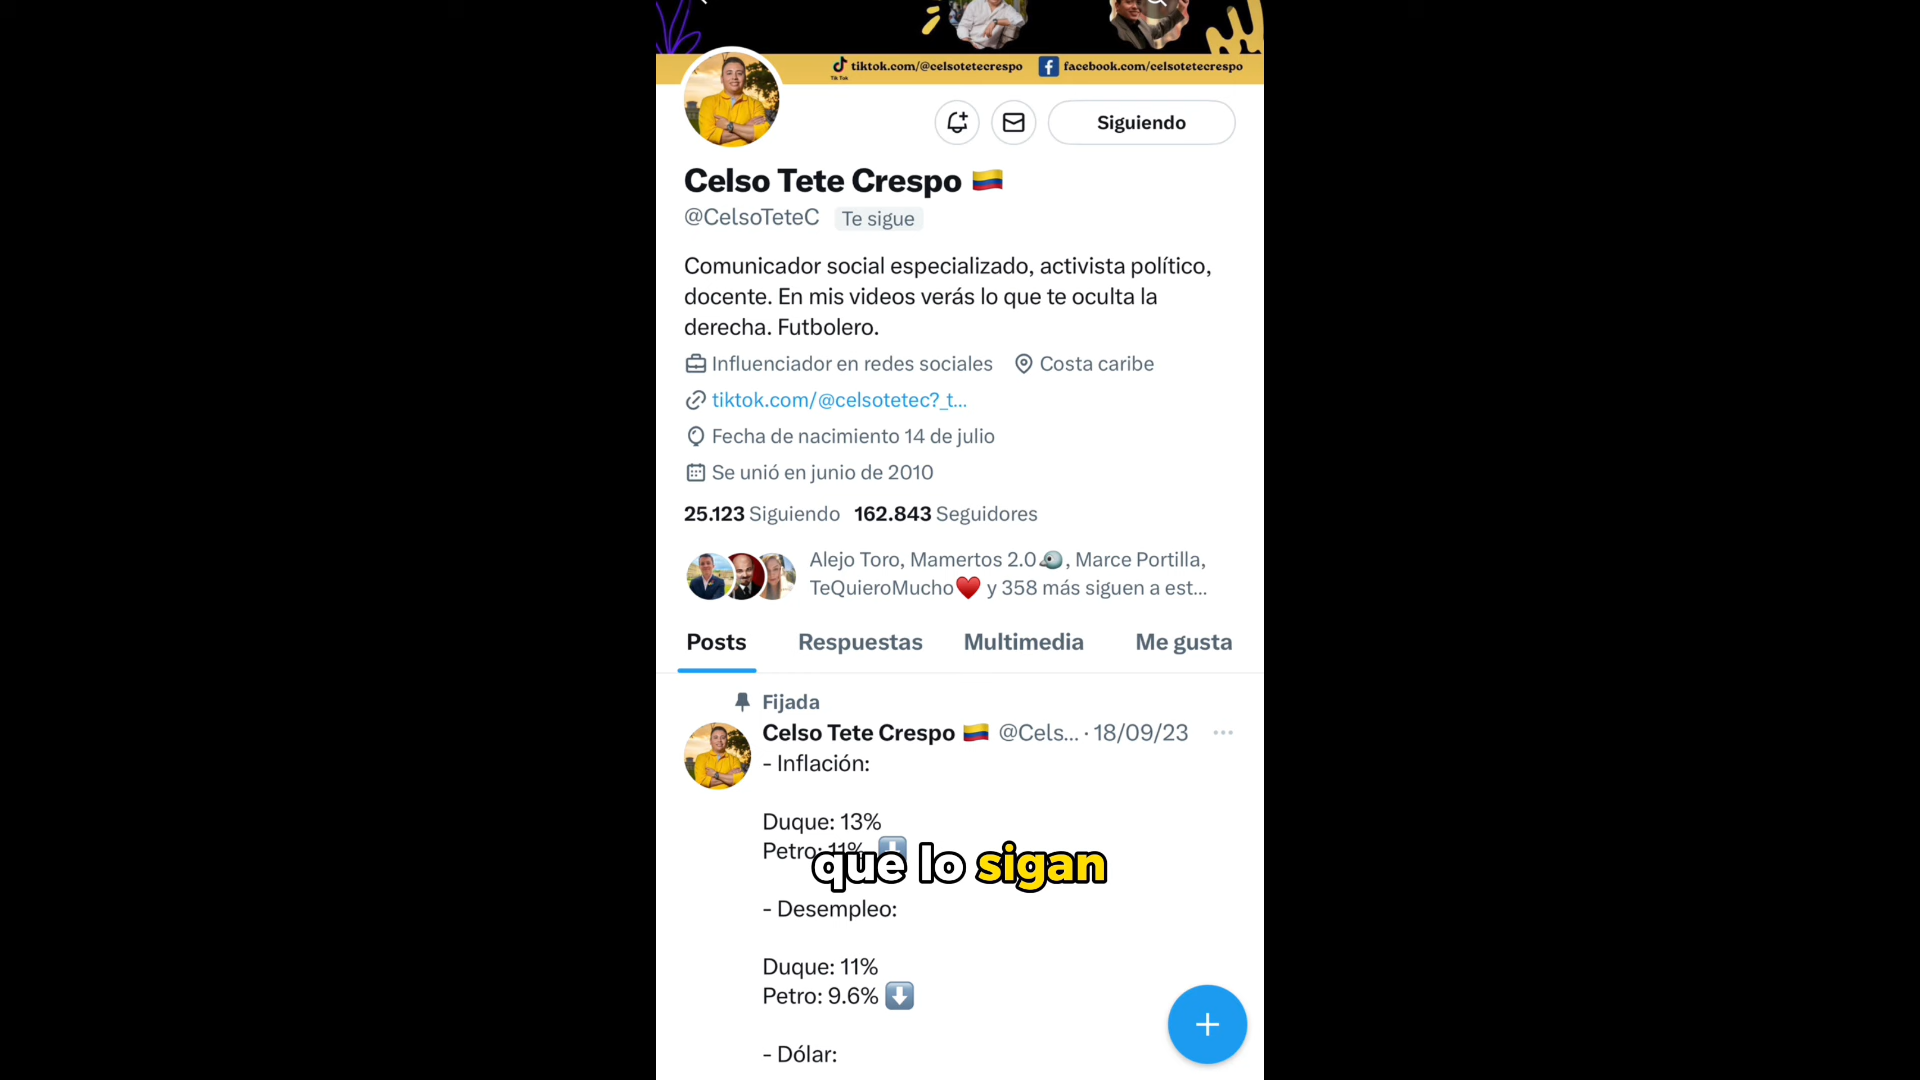 tiktok.com/@celsotetecrespo facebook.com/celsotetecrespo
Tik Tok
Siguiendo
Celso Tete Crespo 🇨🇴
@CelsoTeteC Te sigue
Comunicador social especializado, activista político,
docente. En mis videos verás lo que te oculta la
derecha. Futbolero.
Influenciador en redes sociales Costa caribe
tiktok.com/@celsotetec?_t...
Fecha de nacimiento 14 de julio
Se unió en junio de 2010
25.123 Siguiendo 162.843 Seguidores
Alejo Toro, Mamertos 2.0, Marce Portilla,
TeQuieroMucho❤️ y 358 más siguen a est...
Posts Respuestas Multimedia Me gusta
Fijada
Celso Tete Crespo 🇨🇴 @Cels... · 18/09/23
- Inflación:
Duque: 13%
Petro: 11% ⬇️
que lo sigan
- Desempleo:
Duque: 11%
Petro: 9.6% ⬇️
- Dólar: